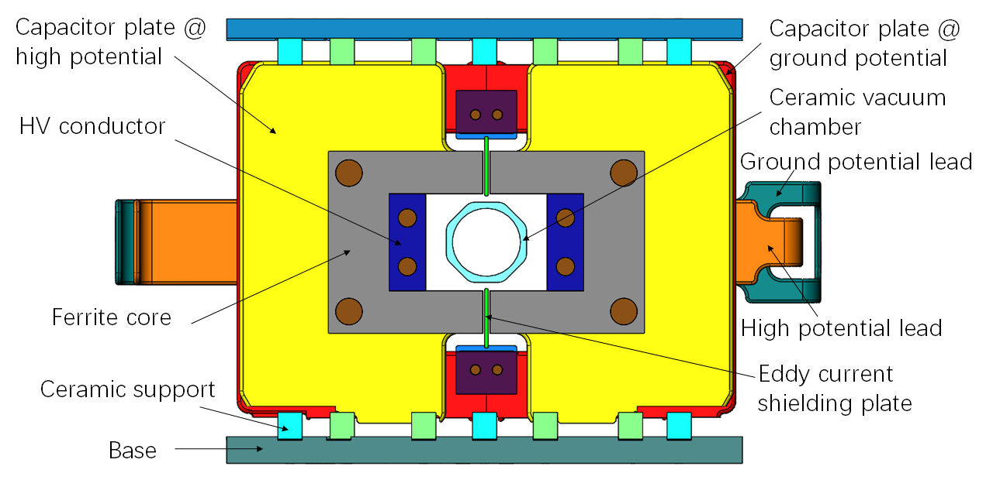 Capacitor plate @
high potential
HV conductor
Ferrite core
Ceramic support
Base
Capacitor plate @
ground potential
Ceramic vacuum
chamber
Ground potential lead
High potential lead
Eddy current
shielding plate